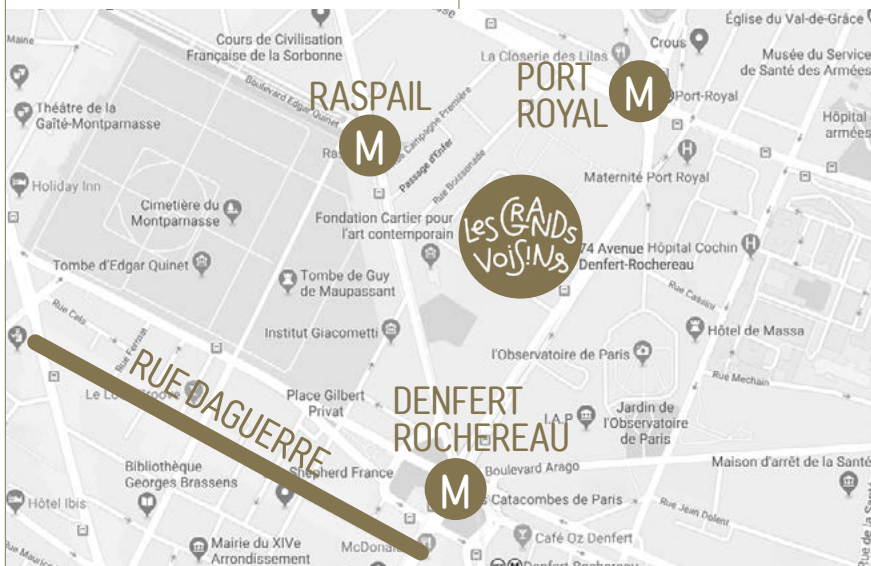 Église du Val-de-Grâce
Maine
Cours de Civilisation
Française de la Sorbonne
La Closerie des Lilas
Crous
Musée du Service
de Santé des Armées
Boulevard Edgar Quinet
RASPAIL
M
PORT
ROYAL
M
Port-Royal
Théâtre de la
Gaîté-Montparnasse
Campagne Première
Passage d'Enfer
Rue Boissonade
Hôpital
armées
Maternité Port Royal
Holiday Inn
Cimetière du
Montparnasse
Fondation Cartier pour
l'art contemporain
Les GRANDS
VOISINS
74 Avenue
Denfert-Rochereau
Hôpital Cochin
Tombe d'Edgar Quinet
Tombe de Guy
de Maupassant
Rue Cassini
Rue Cels
Rue Fermat
Institut Giacometti
Hôtel de Massa
l'Observatoire de Paris
Rue Mechain
RUE DAGUERRE
Place Gilbert
Privat
DENFERT
ROCHEREAU
M
I.A.P
Jardin de
l'Observatoire
de Paris
Bibliothèque
Georges Brassens
Shepherd France
Boulevard Arago
Maison d'arrêt de la Santé
Hôtel Ibis
Catacombes de Paris
Rue Jean Dolent
Rue de la Santé
Mairie du XIVe
Arrondissement
Café Oz Denfert
Denfert Rochereau